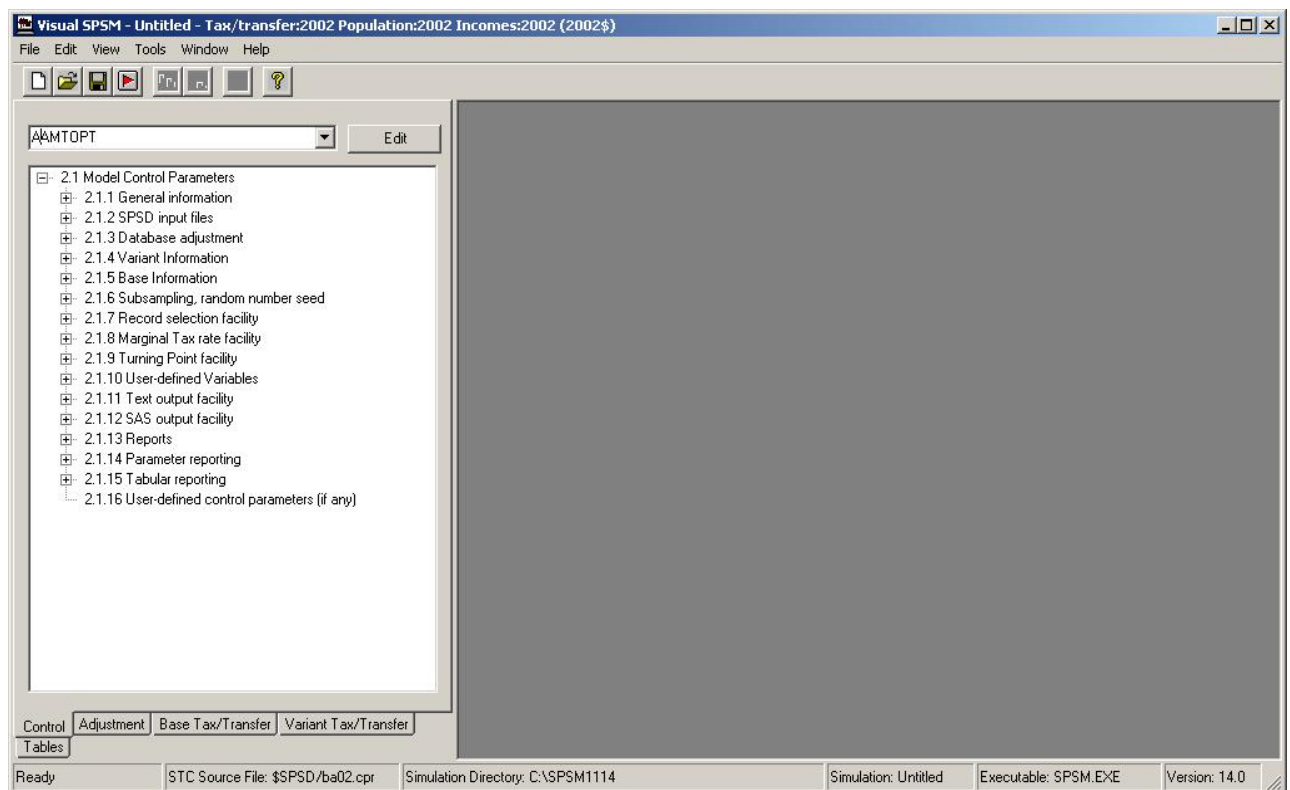 Visual SPSM - Untitled - Tax/transfer:2002 Population:2002 Incomes:2002 (2002$)
File Edit View Tools Window Help
AAMTOPT
Edit
2.1 Model Control Parameters
2.1.1 General information
2.1.2 SPSD input files
2.1.3 Database adjustment
2.1.4 Variant Information
2.1.5 Base Information
2.1.6 Subsampling, random number seed
2.1.7 Record selection facility
2.1.8 Marginal Tax rate facility
2.1.9 Turning Point facility
2.1.10 User-defined Variables
2.1.11 Text output facility
2.1.12 SAS output facility
2.1.13 Reports
2.1.14 Parameter reporting
2.1.15 Tabular reporting
2.1.16 User-defined control parameters (if any)
Control Adjustment Base Tax/Transfer Variant Tax/Transfer
Tables
Ready STC Source File: $SPSD/ba02.cpr Simulation Directory: C:\SPSM1114 Simulation: Untitled Executable: SPSM.EXE Version: 14.0